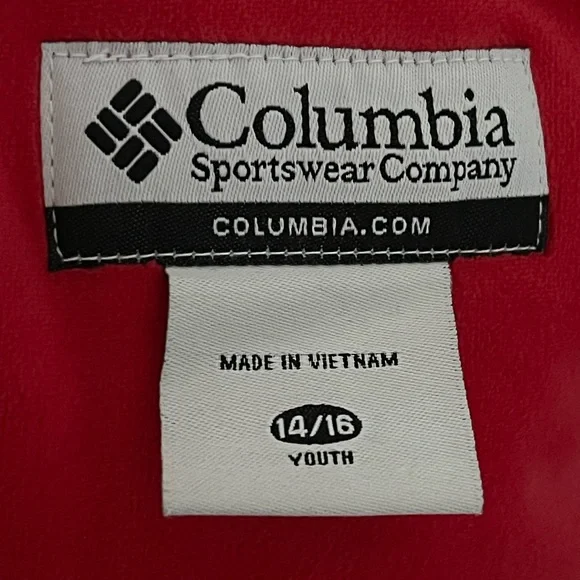 Columbia
Sportswear Company
COLUMBIA.COM
MADE IN VIETNAM
14/16
YOUTH